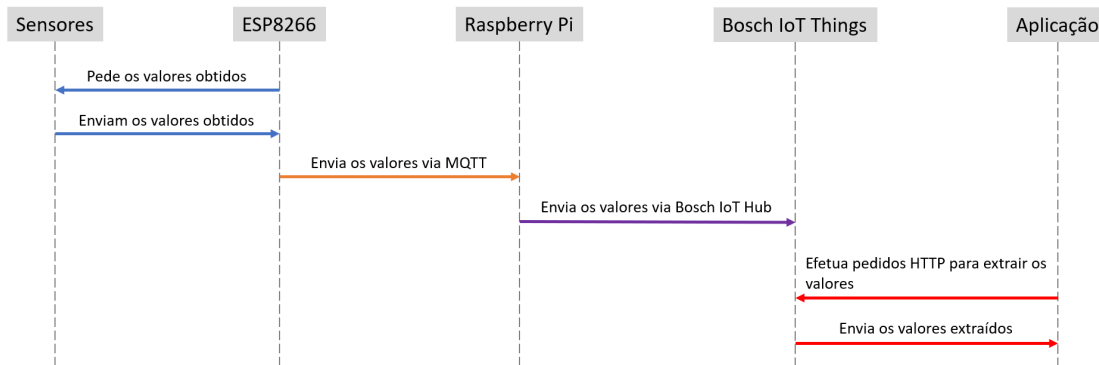 Sensores
ESP8266
Raspberry Pi
Bosch IoT Things
Aplicação
Pede os valores obtidos
Enviam os valores obtidos
Envia os valores via MQTT
Envia os valores via Bosch IoT Hub
Efetua pedidos HTTP para extrair os
valores
Envia os valores extraídos